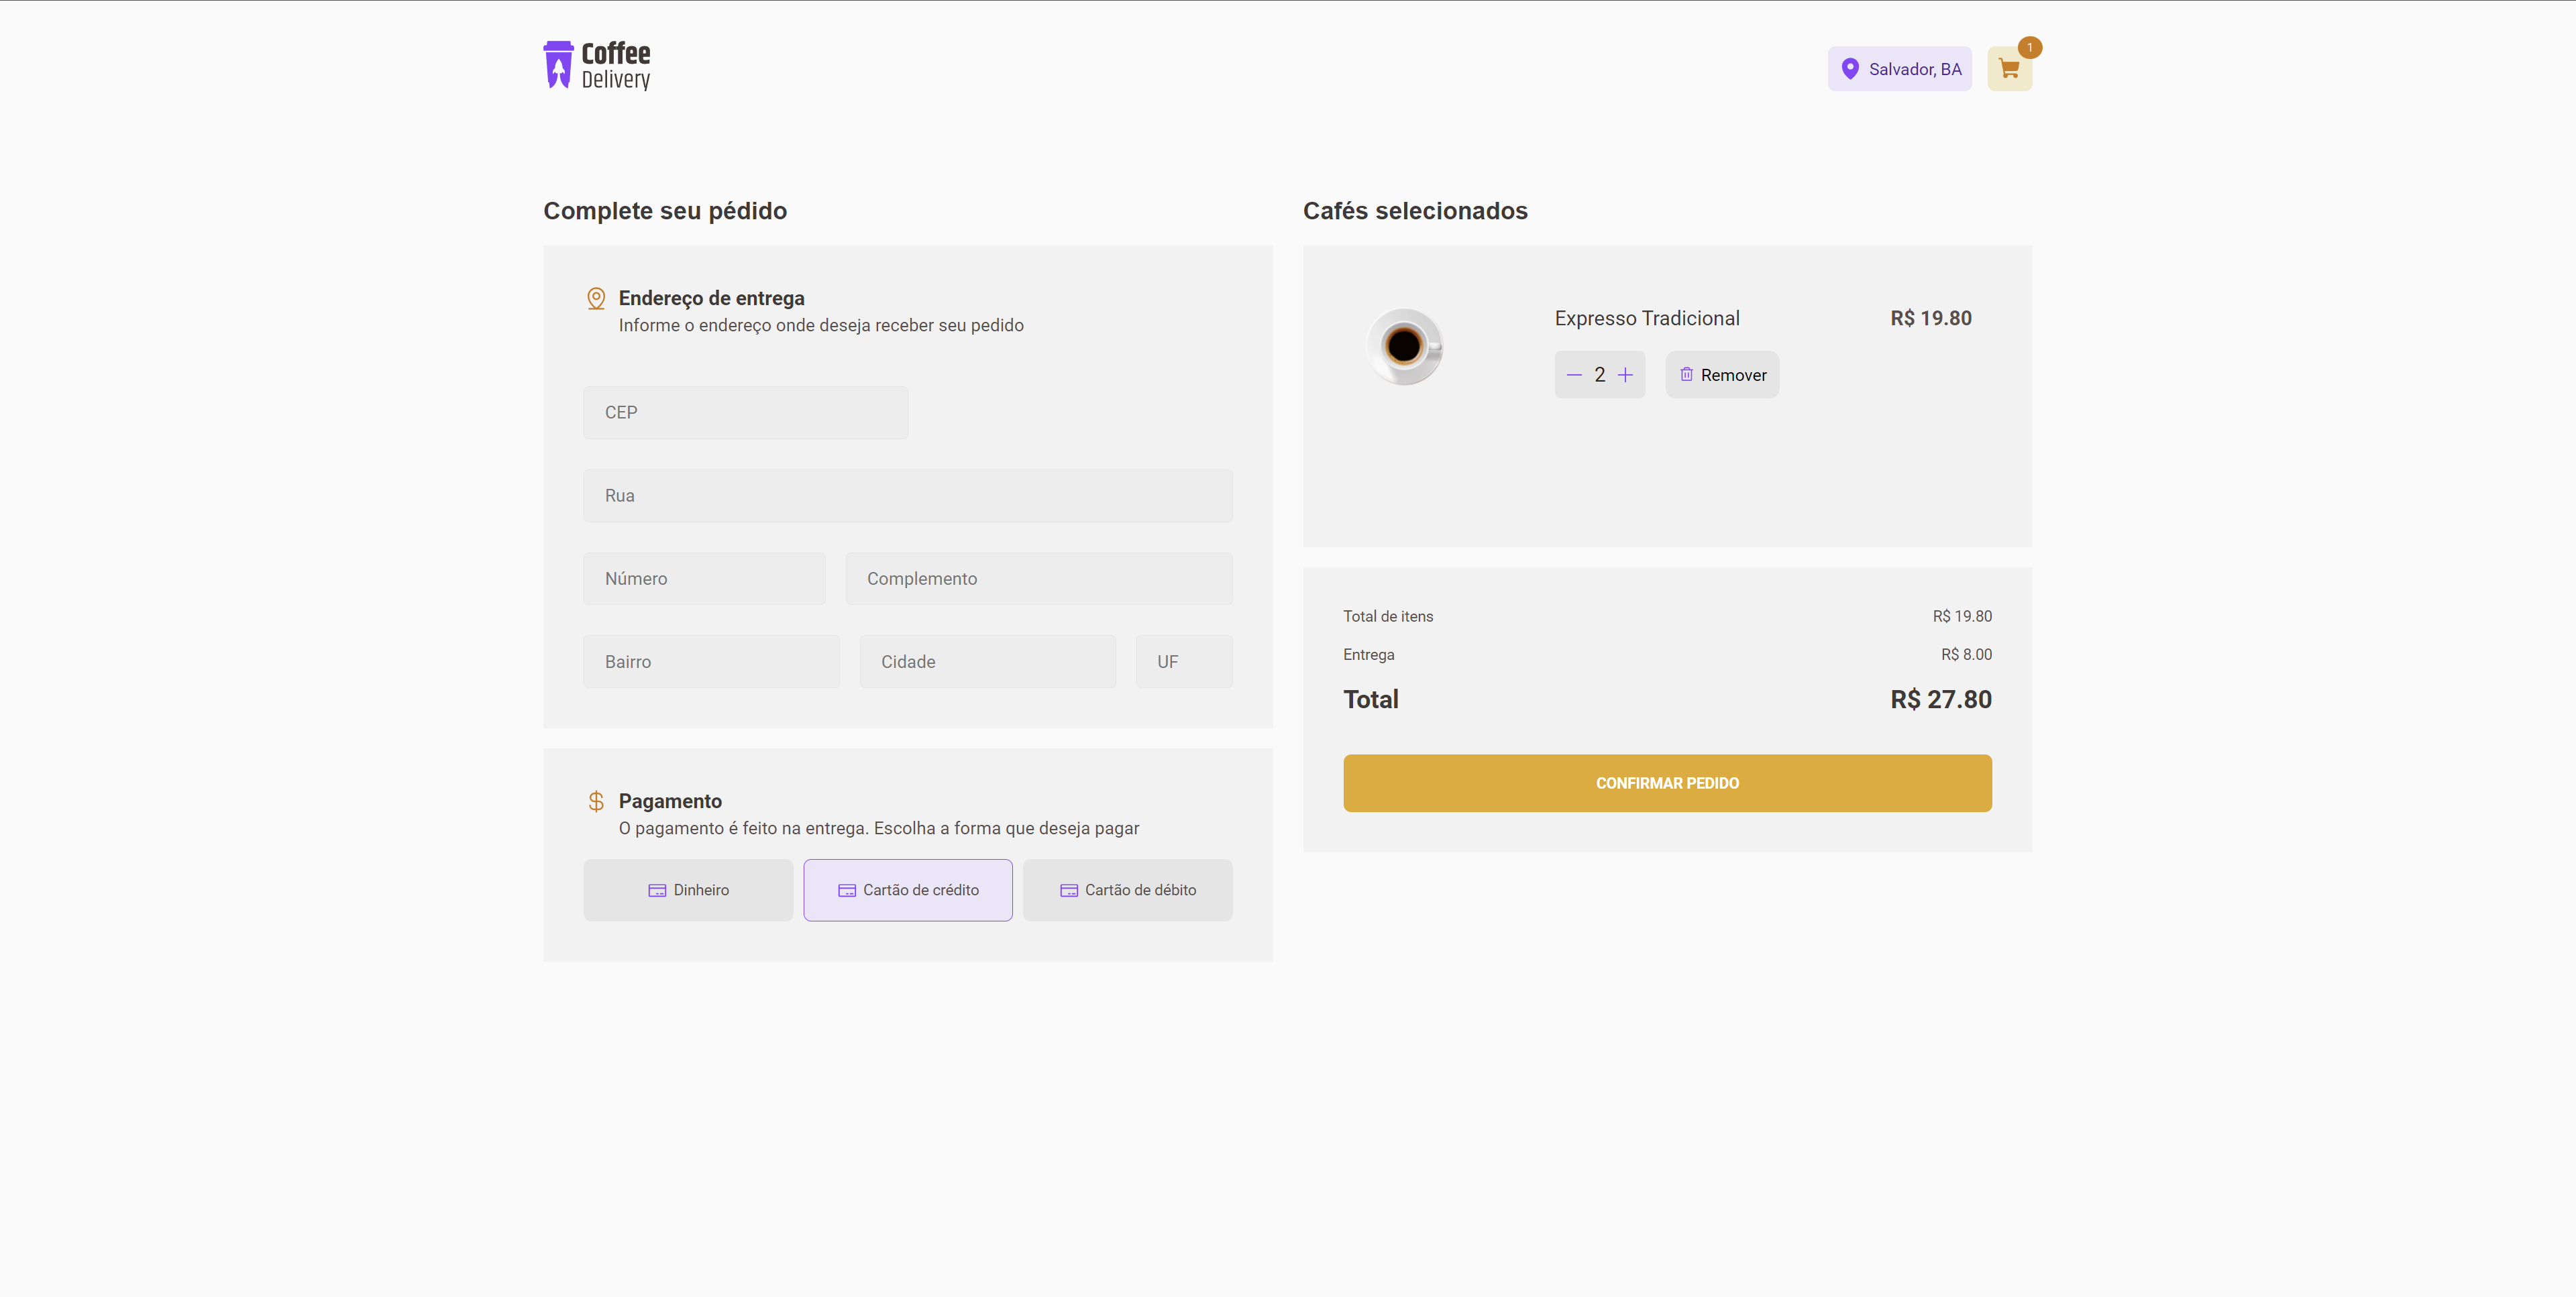 Coffee
Delivery
Salvador, BA
1
Complete seu pédido
Endereço de entrega
Informe o endereço onde deseja receber seu pedido
CEP
Rua
Número
Complemento
Bairro
Cidade
UF
Pagamento
O pagamento é feito na entrega. Escolha a forma que deseja pagar
Dinheiro
Cartão de crédito
Cartão de débito
Cafés selecionados
Expresso Tradicional
R$ 19.80
2
Remover
Total de itens
R$ 19.80
Entrega
R$ 8.00
Total
R$ 27.80
CONFIRMAR PEDIDO